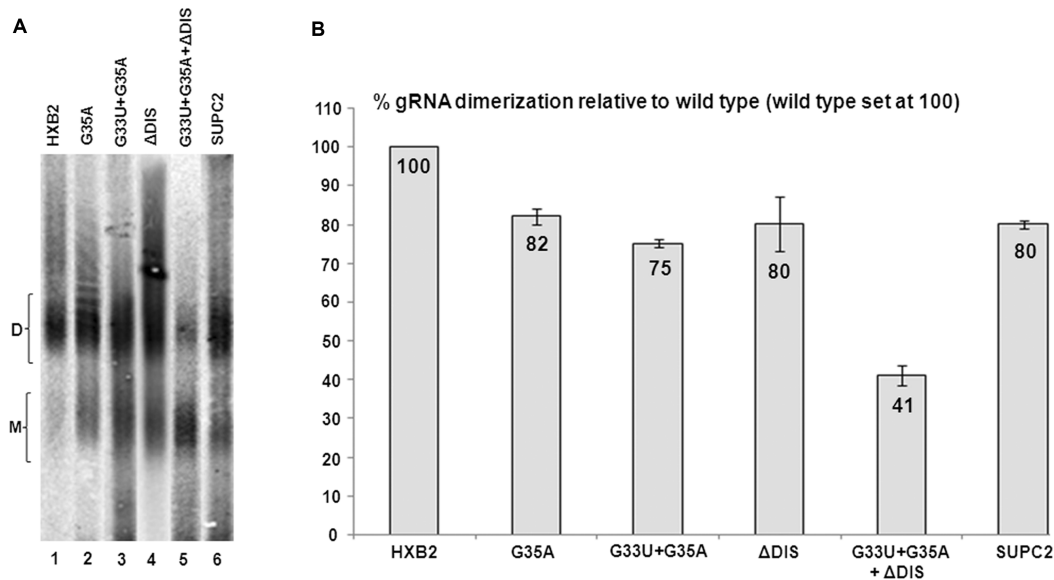 A
B
HXB2
G35A
G33U+G35A
ΔDIS
G33U+G35A+ΔDIS
SUPC2
D
M
1 2 3 4 5 6
% gRNA dimerization relative to wild type (wild type set at 100)
110
100
90
80
70
60
50
40
30
20
10
0
100
82
75
80
41
80
HXB2
G35A
G33U+G35A
ΔDIS
G33U+G35A
+ ΔDIS
SUPC2